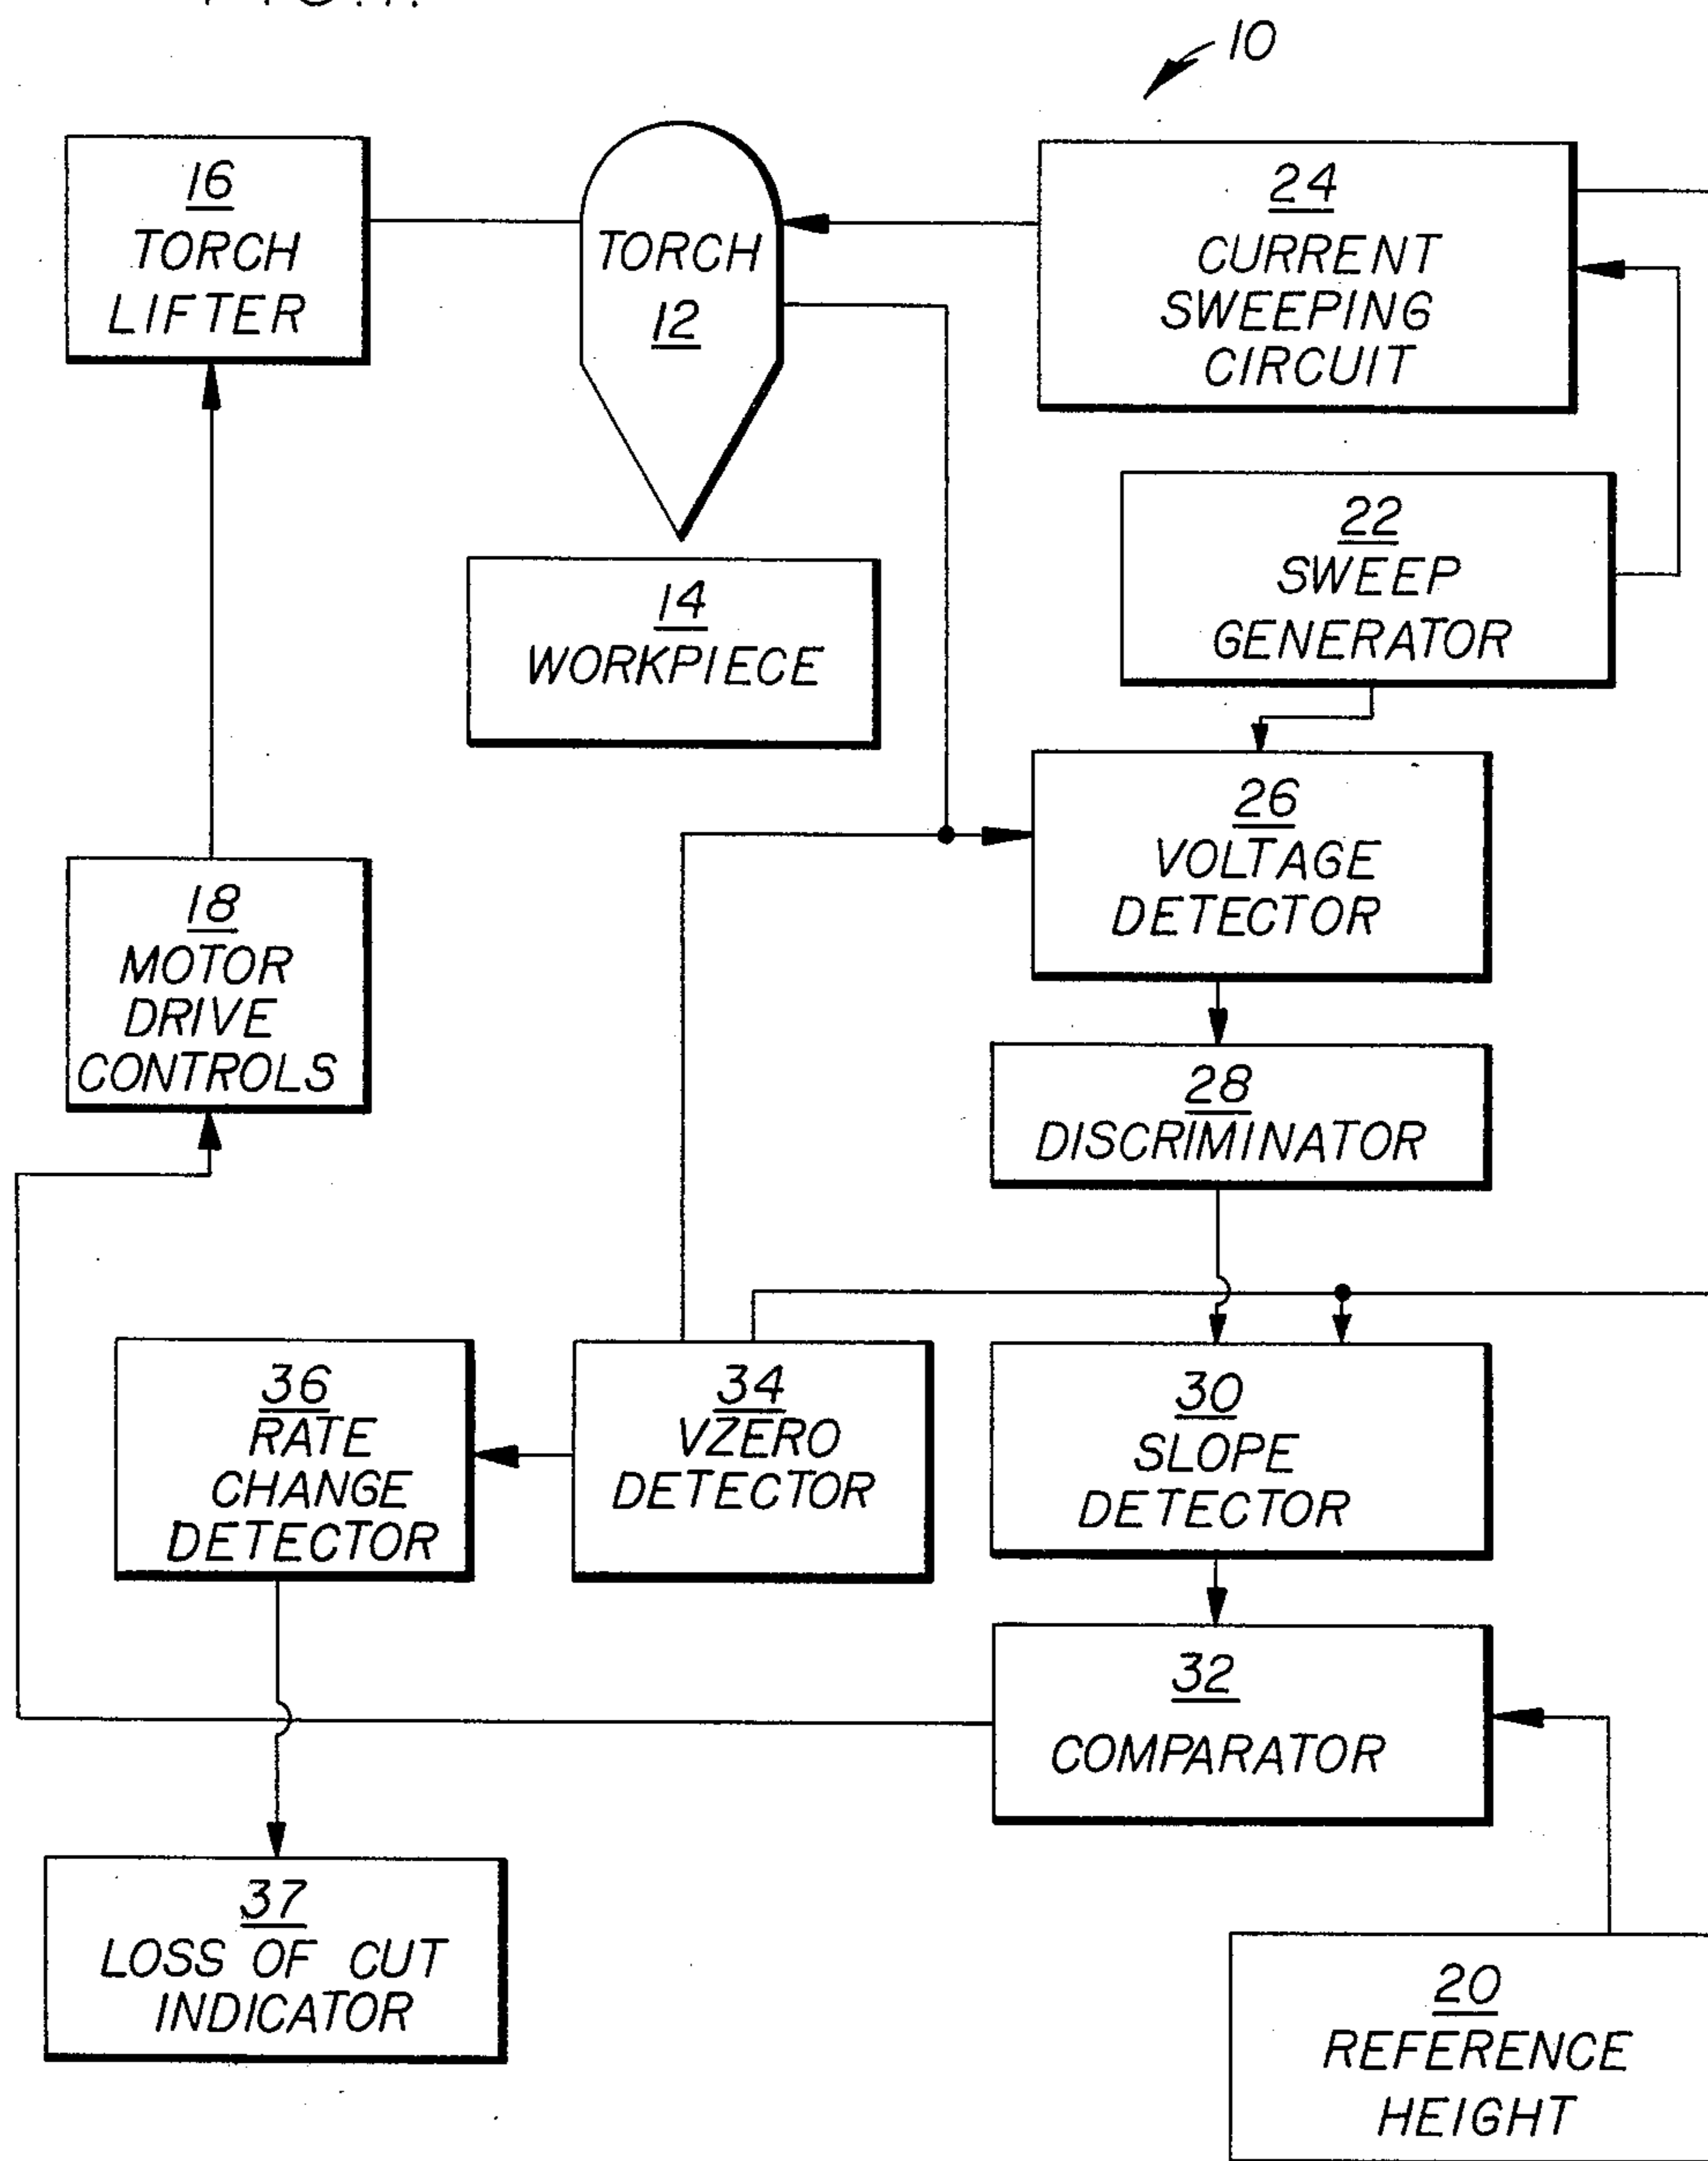 10
16
TORCH
LIFTER
TORCH
12
24
CURRENT
SWEEPING
CIRCUIT
22
SWEEP
GENERATOR
14
WORKPIECE
26
VOLTAGE
DETECTOR
18
MOTOR
DRIVE
CONTROLS
28
DISCRIMINATOR
36
RATE
CHANGE
DETECTOR
34
VZERO
DETECTOR
30
SLOPE
DETECTOR
32
COMPARATOR
37
LOSS OF CUT
INDICATOR
20
REFERENCE
HEIGHT